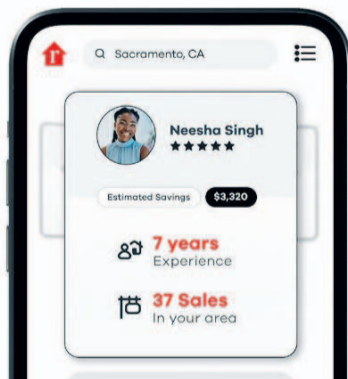 r
Sacramento, CA
Neesha Singh
Estimated Savings $3,320
7 years
Experience
37 Sales
In your area